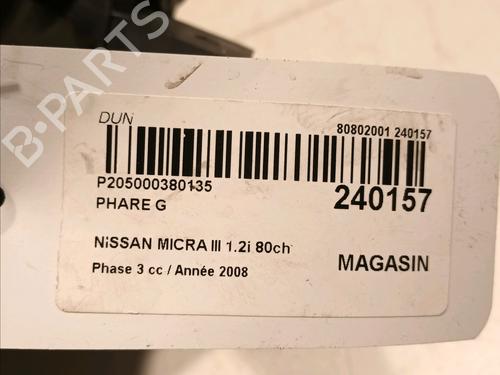 B-PARTS
DUN
80802001 240157
P205000380135
240157
PHARE G
NISSAN MICRA III 1.2i 80ch
Phase 3 cc / Année 2008
MAGASIN